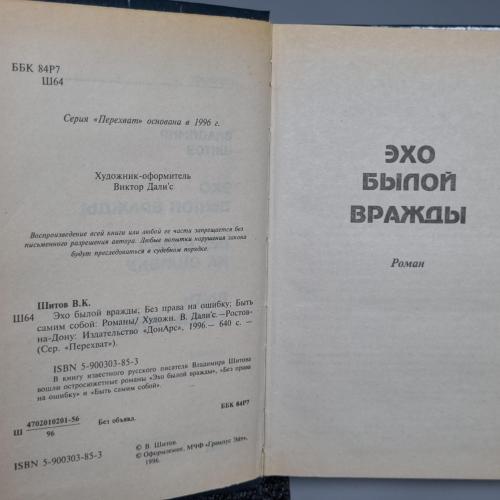 ББК 84Р7
Ш64
Серия «Перехват» основана в 1996 г.
Художник-оформитель
Виктор Дали'с
Воспроизведение всей книги или любой ее части запрещается без
письменного разрешения автора. Любые попытки нарушения закона
будут преследоваться в судебном порядке.
Шитов В.К.
Ш64 Эхо былой вражды, Без права на ошибку; Быть
самим собой: Романы/ Художн. В. Дали'с.—Ростов-
на-Дону: Издательство «ДонАрс», 1996.— 640 с. —
(Сер. «Перехват»).
ISBN 5-900303-85-3
В книгу известного русского писателя Владимира Шитова
вошли остросюжетные романы «Эхо былой вражды», «Без права
на ошибку» и «Быть самим собой».
Ш 4702010201-56
96
Без объявл.
ББК 84Р7
© В. Шитов.
© Оформление, МЧФ «Грампус Эйт»,
1996.
ISBN 5-900303-85-3
ЭХО
БЫЛОЙ
ВРАЖДЫ
Роман